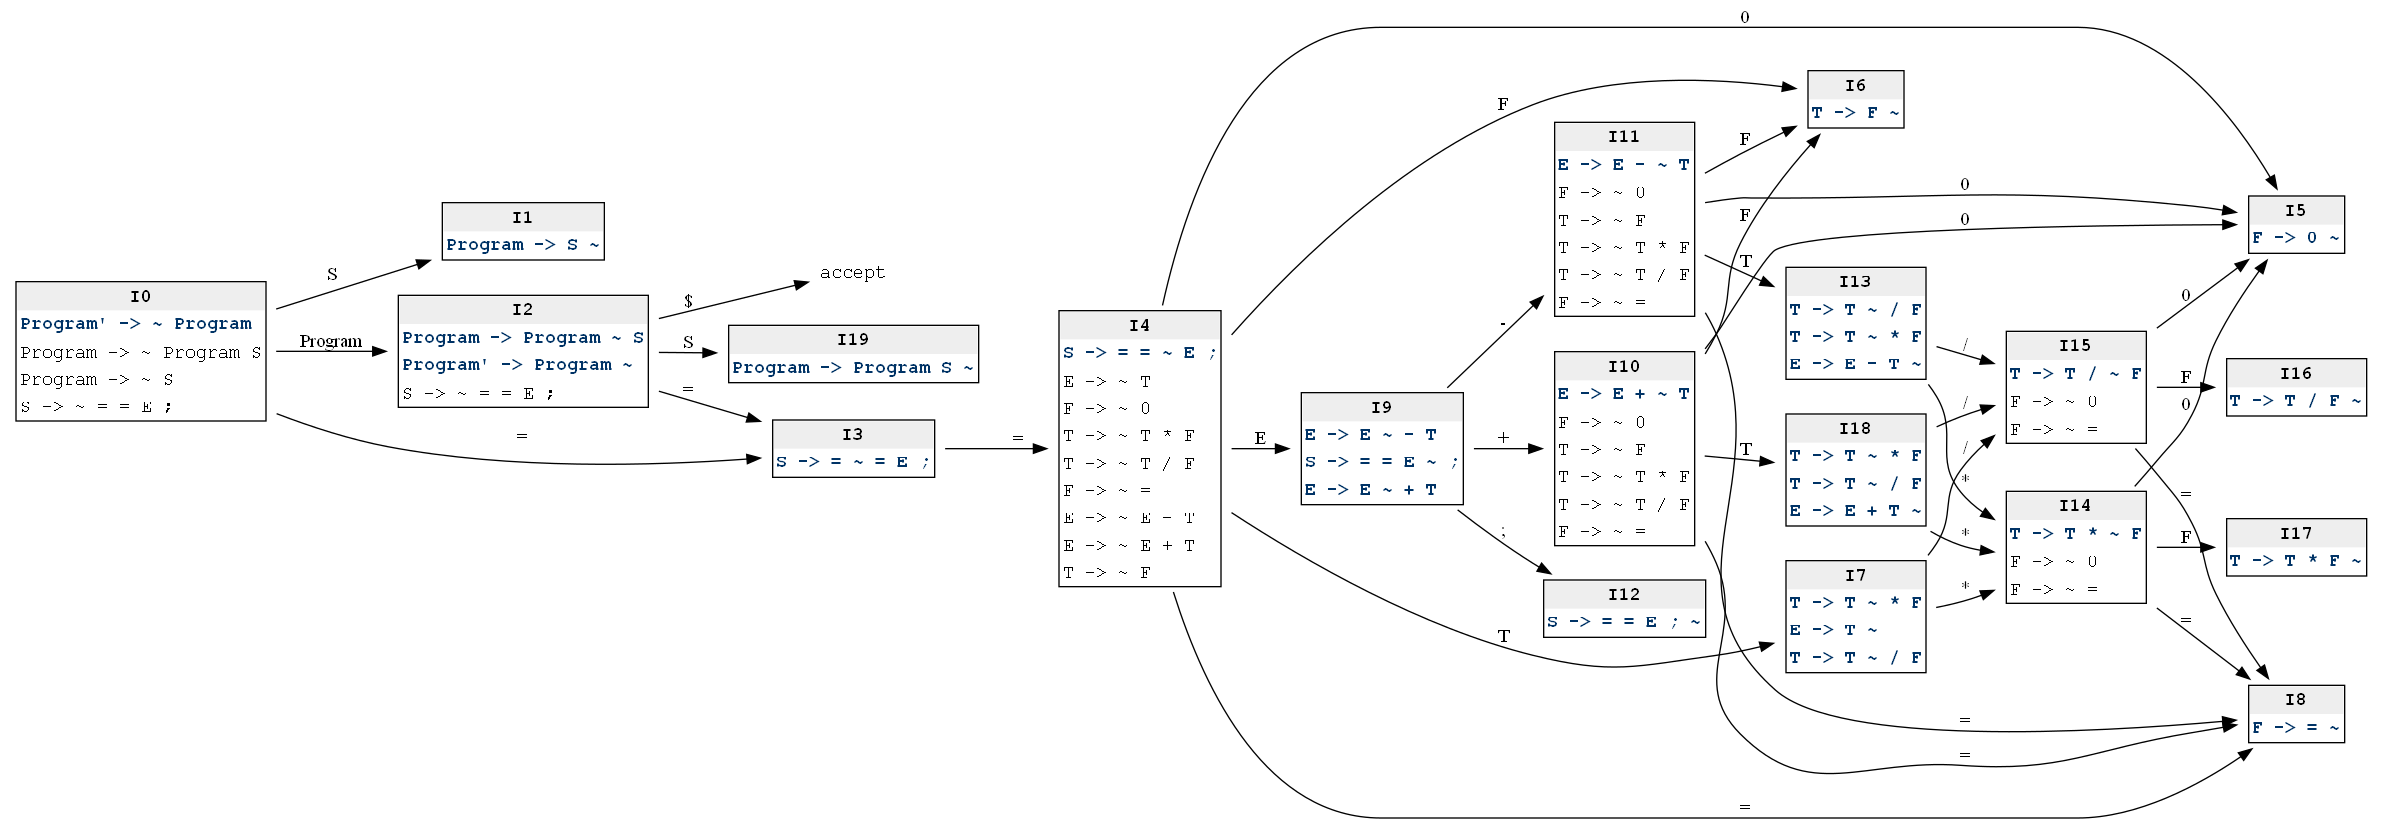 I0
Program' -> ~ Program
Program -> ~ Program S
Program -> ~ S
S -> ~ = = E ;
S
Program
=
I1
Program -> S ~
I2
Program -> Program ~ S
Program' -> Program ~
S -> ~ = = E ;
$
S
=
accept
I19
Program -> Program S ~
I3
S -> = ~ = E ;
=
I4
S -> = = ~ E ;
E -> ~ T
F -> ~ 0
T -> ~ T * F
T -> ~ T / F
F -> ~ =
E -> ~ E - T
E -> ~ E + T
T -> ~ F
0
F
E
T
=
I9
E -> E ~ - T
S -> = = E ~ ;
E -> E ~ + T
-
+
;
I11
E -> E - ~ T
F -> ~ 0
T -> ~ F
T -> ~ T * F
T -> ~ T / F
F -> ~ =
F
0
T
=
I10
E -> E + ~ T
F -> ~ 0
T -> ~ F
T -> ~ T * F
T -> ~ T / F
F -> ~ =
F
0
T
=
I12
S -> = = E ; ~
I6
T -> F ~
I13
T -> T ~ / F
T -> T ~ * F
E -> E - T ~
/
*
I18
T -> T ~ * F
T -> T ~ / F
E -> E + T ~
/
*
I7
T -> T ~ * F
E -> T ~
T -> T ~ / F
/
*
I15
T -> T / ~ F
F -> ~ 0
F -> ~ =
0
F
=
I14
T -> T * ~ F
F -> ~ 0
F -> ~ =
0
F
=
I5
F -> 0 ~
I16
T -> T / F ~
I17
T -> T * F ~
I8
F -> = ~